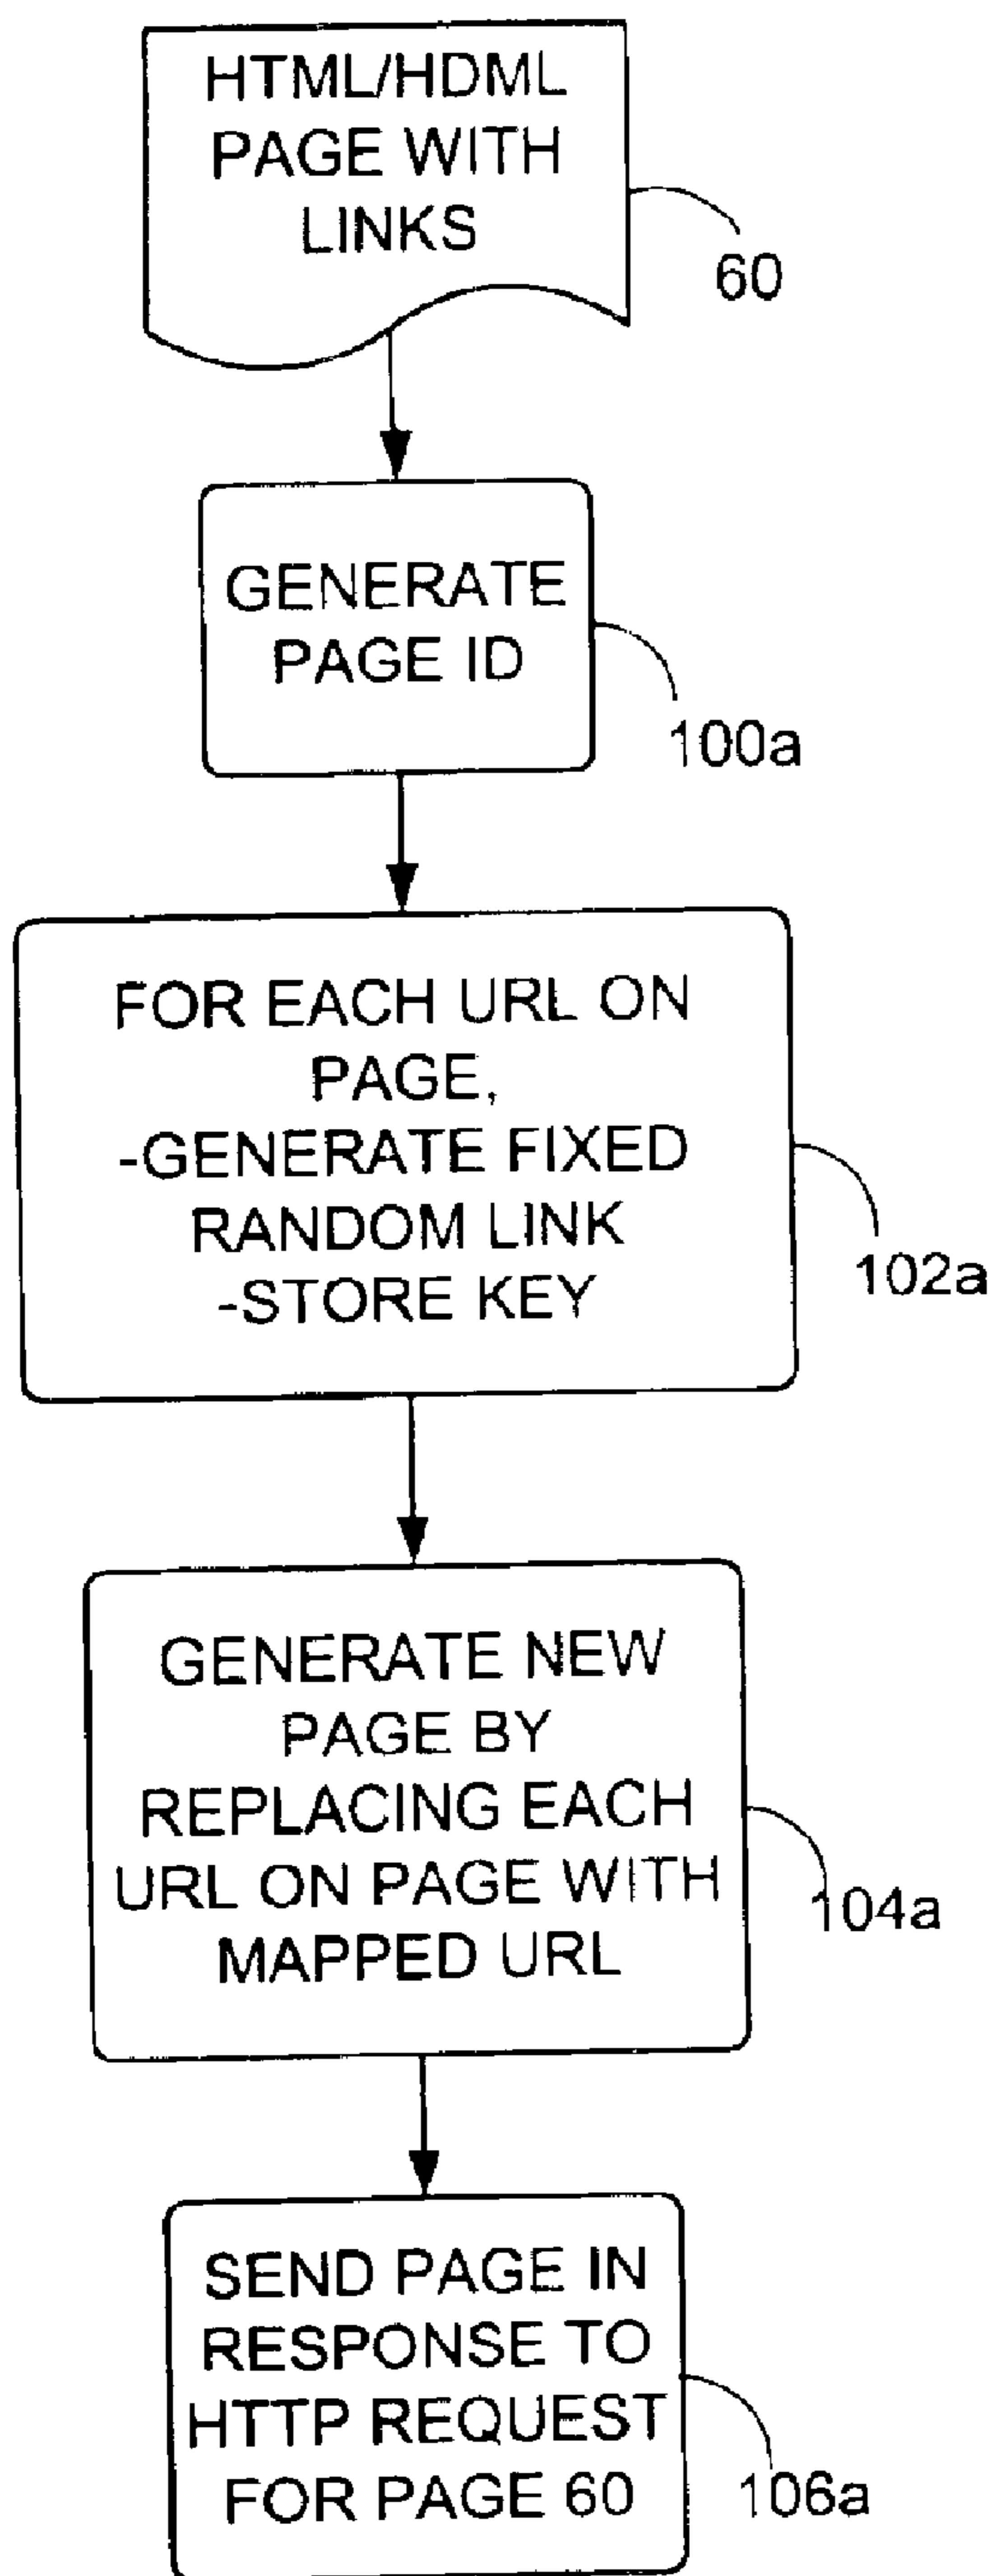 HTML/HDML
PAGE WITH
LINKS
60
GENERATE
PAGE ID
100a
FOR EACH URL ON
PAGE,
-GENERATE FIXED
RANDOM LINK
-STORE KEY
102a
GENERATE NEW
PAGE BY
REPLACING EACH
URL ON PAGE WITH
MAPPED URL
104a
SEND PAGE IN
RESPONSE TO
HTTP REQUEST
FOR PAGE 60
106a